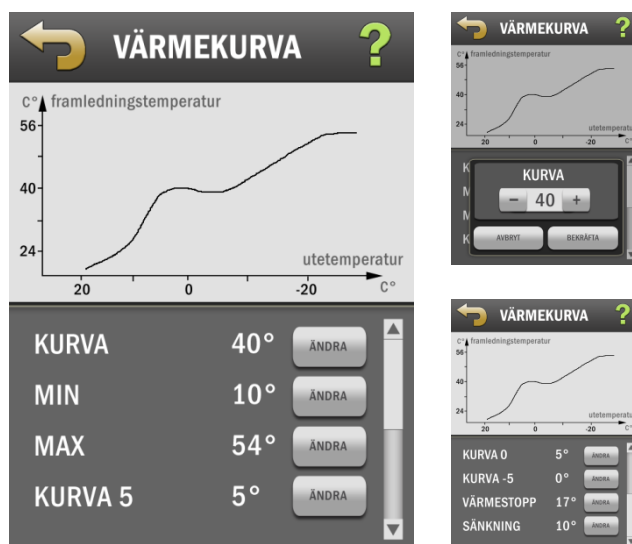 VÄRMEKURVA ?
C° framledningstemperatur
56
40
24
utetemperatur
20 0 -20 C°
KURVA 40° ÄNDRA
MIN 10° ÄNDRA
MAX 54° ÄNDRA
KURVA 5 5° ÄNDRA
VÄRMEKURVA ?
C° framledningstemperatur
56
40
24
utetemperatu
20 0 -20 C°
K
M
M
K
KURVA
- 40 +
AVBRYT BEKRÄFTA
VÄRMEKURVA ?
C° framledningstemperatur
56
40
24
utetemperatu
20 0 -20 C°
KURVA 0 5° ÄNDRA
KURVA -5 0° ÄNDRA
VÄRMESTOPP 17° ÄNDRA
SÄNKNING 10° ÄNDRA